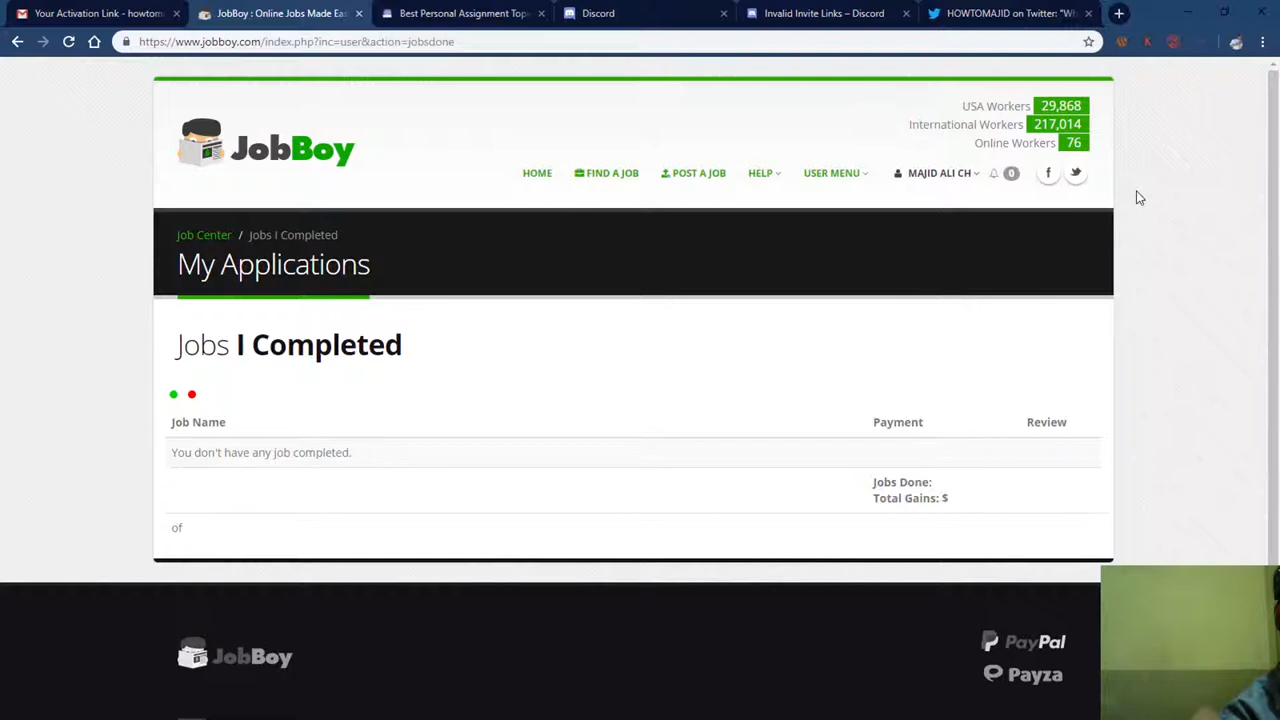 Your Activation Link - howtom
JobBoy : Online Jobs Made Eas
Best Personal Assignment Top
Discord
Invalid Invite Links – Discord
HOWTOMAJID on Twitter: "Wh
https://www.jobboy.com/index.php?inc=user&action=jobsdone
USA Workers 29,868
International Workers 217,014
Online Workers 76
JobBoy
HOME FIND A JOB POST A JOB HELP USER MENU MAJID ALI CH 0
Job Center / Jobs I Completed
My Applications
Jobs I Completed
Job Name Payment Review
You don't have any job completed.
Jobs Done:
Total Gains: $
of
JobBoy
PayPal
Payza